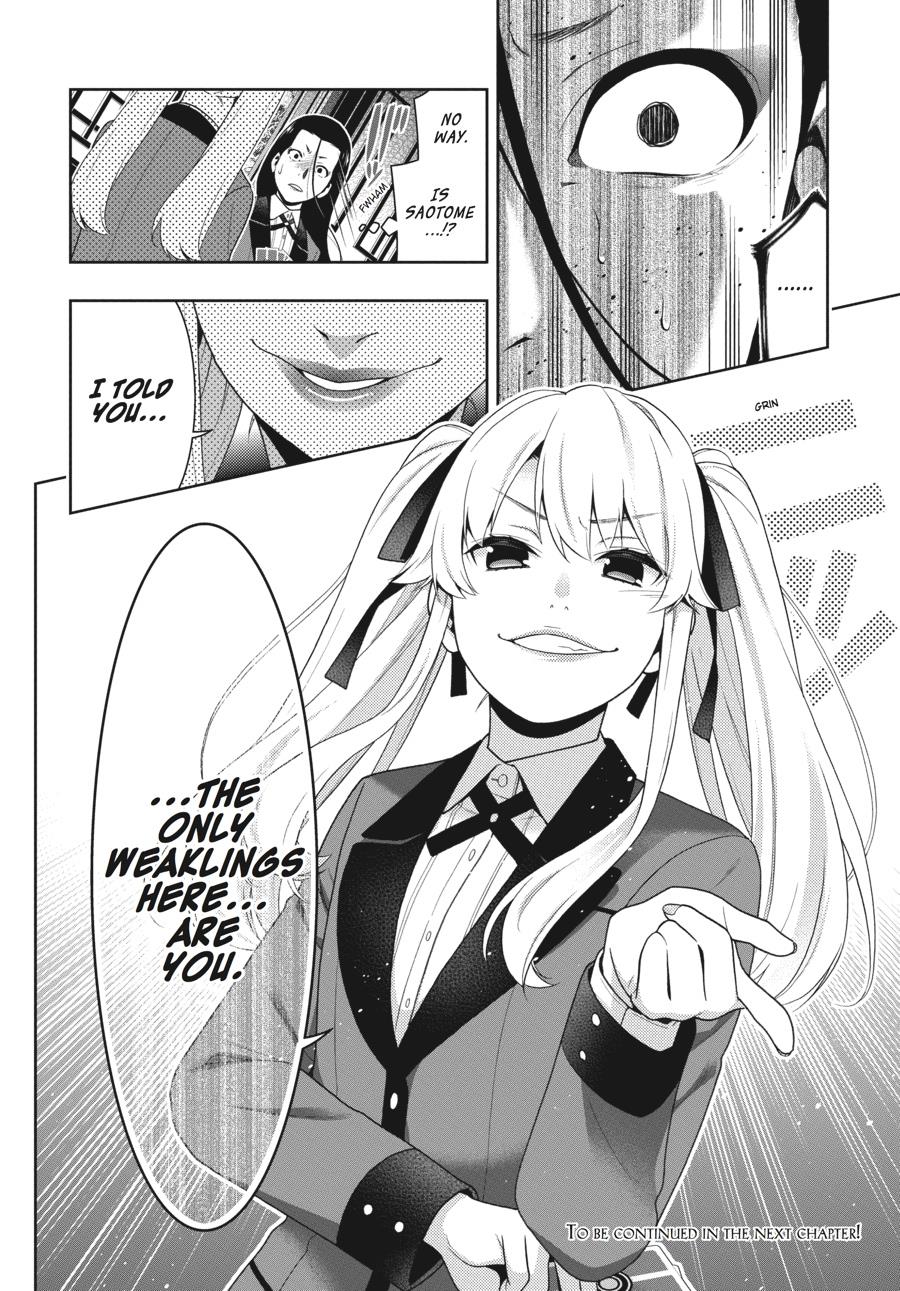 ......
NO
WAY.
IS
SAOTOME
...!?
FWHAM
I TOLD
YOU...
GRIN
...THE
ONLY
WEAKLINGS
HERE...
ARE
YOU.
TO BE CONTINUED IN THE NEXT CHAPTER!